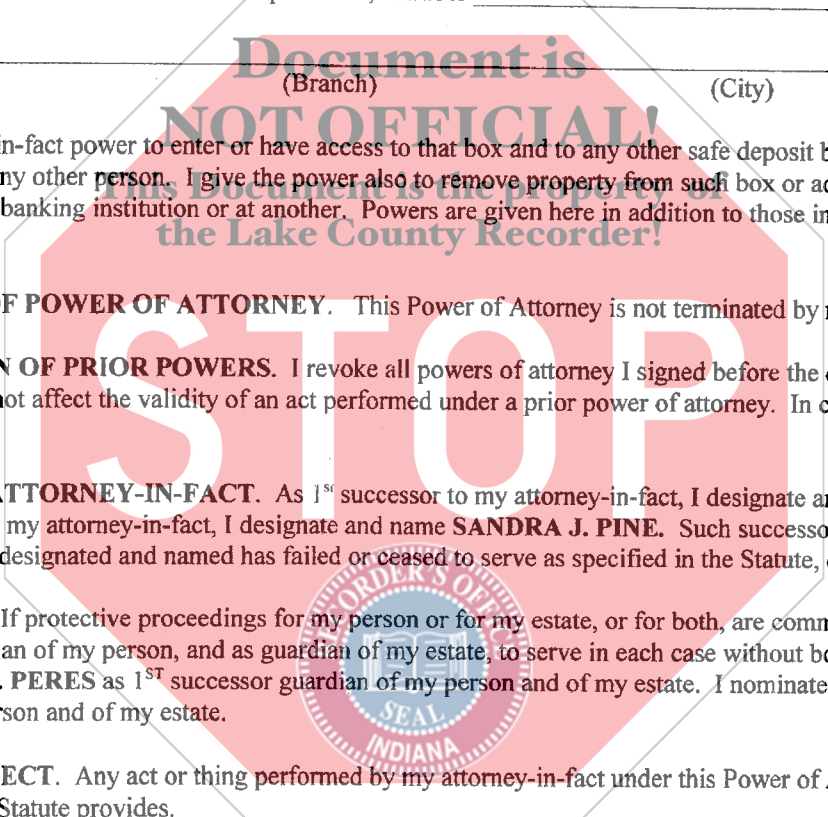 Document is
(Branch) (City)
NOT OFFICIAL!
in-fact power to enter or have access to that box and to any other safe deposit
ny other person. I give the power also to remove property from such box or
This Document is the property of
banking institution or at another. Powers are given here in addition to those in
the Lake County Recorder!
F POWER OF ATTORNEY. This Power of Attorney is not terminated by
N OF PRIOR POWERS. I revoke all powers of attorney I signed before the
not affect the validity of an act performed under a prior power of attorney. In
STOP
ATTORNEY-IN-FACT. As 1st successor to my attorney-in-fact, I designate
my attorney-in-fact, I designate and name SANDRA J. PINE. Such successo
designated and named has failed or ceased to serve as specified in the Statute,
RECORDER'S OFFICE
If protective proceedings for my person or for my estate, or for both, are comm
an of my person, and as guardian of my estate, to serve in each case without
. PERES as 1ST successor guardian of my person and of my estate. I nominate
rson and of my estate.
SEAL
INDIANA
ECT. Any act or thing performed by my attorney-in-fact under this Power of
Statute provides.